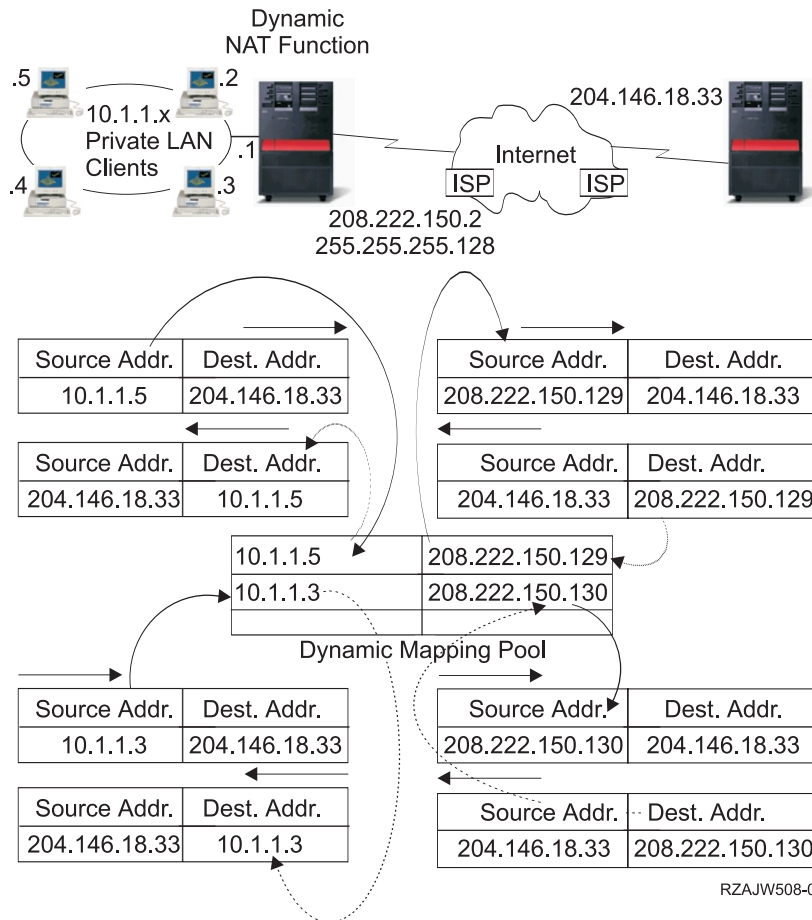 Dynamic
NAT Function
.5
.2
10.1.1.x
Private LAN
Clients
.1
.4
.3
204.146.18.33
Internet
ISP
ISP
208.222.150.2
255.255.255.128
Source Addr. Dest. Addr.
10.1.1.5 204.146.18.33
Source Addr. Dest. Addr.
208.222.150.129 204.146.18.33
Source Addr. Dest. Addr.
204.146.18.33 10.1.1.5
Source Addr. Dest. Addr.
204.146.18.33 208.222.150.129
10.1.1.5 208.222.150.129
10.1.1.3 208.222.150.130
Dynamic Mapping Pool
Source Addr. Dest. Addr.
10.1.1.3 204.146.18.33
Source Addr. Dest. Addr.
208.222.150.130 204.146.18.33
Source Addr. Dest. Addr.
204.146.18.33 10.1.1.3
Source Addr. Dest. Addr.
204.146.18.33 208.222.150.130
RZAJW508-0